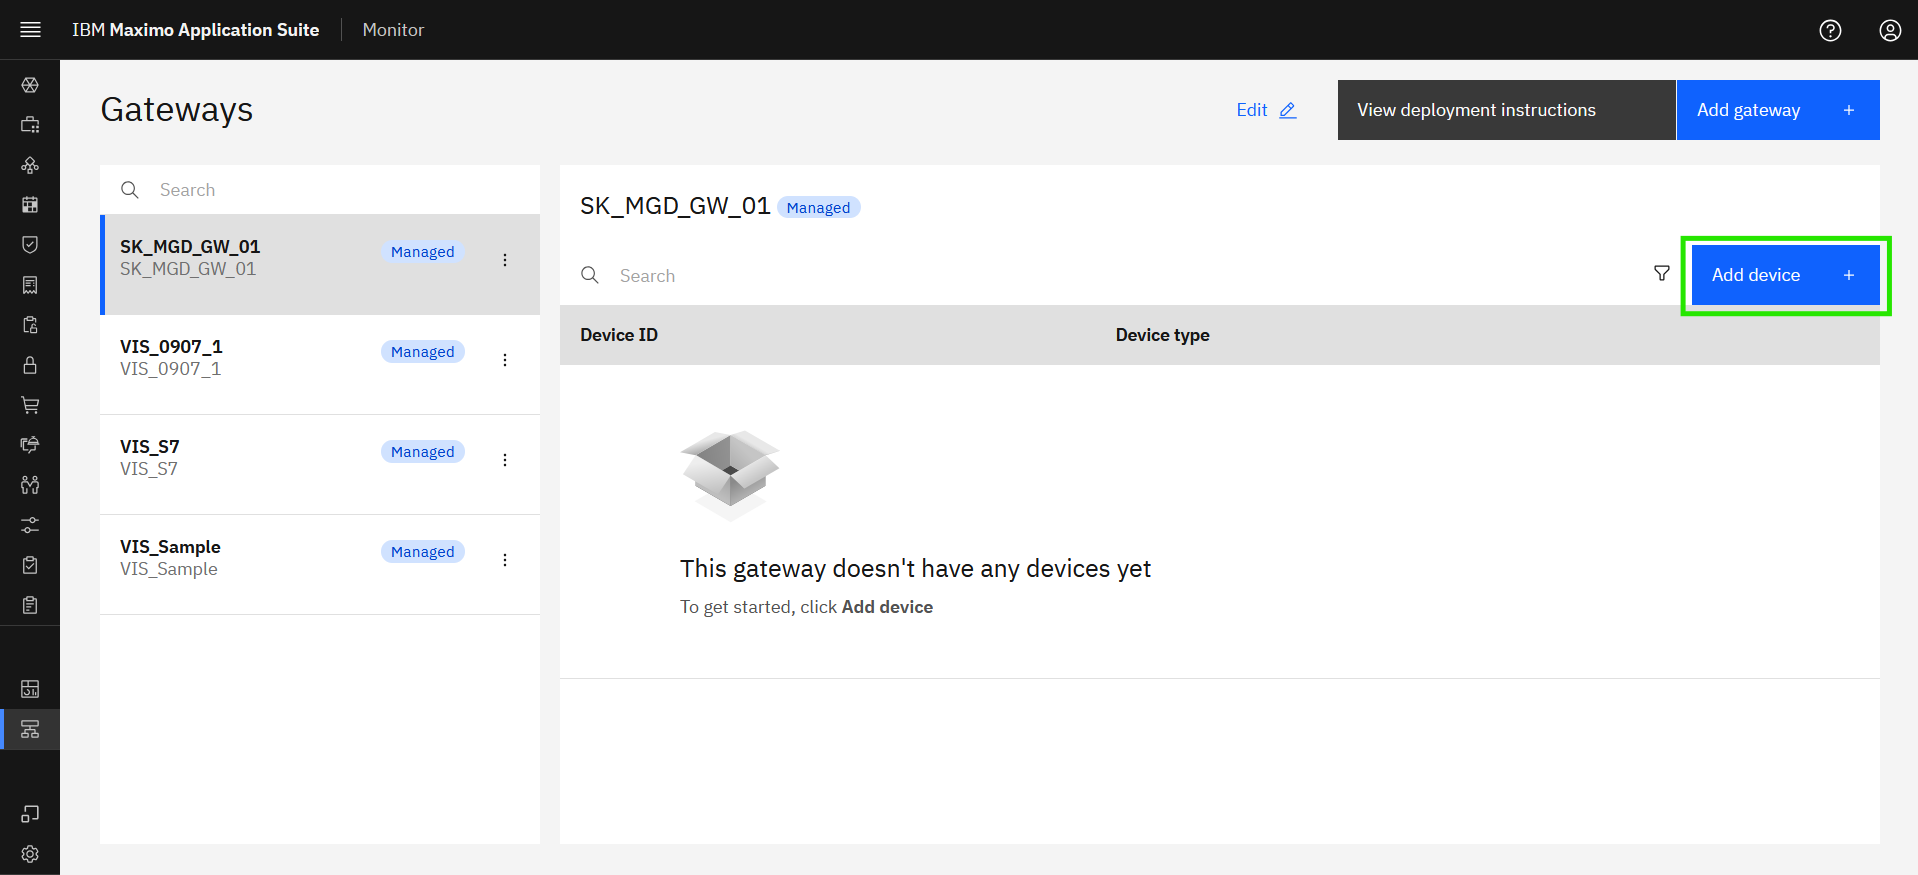 IBM Maximo Application Suite
Monitor
Gateways
Edit
View deployment instructions
Add gateway +
Search
SK_MGD_GW_01
SK_MGD_GW_01
Managed
VIS_0907_1
VIS_0907_1
Managed
VIS_S7
VIS_S7
Managed
VIS_Sample
VIS_Sample
Managed
SK_MGD_GW_01 Managed
Search
Add device +
Device ID
Device type
This gateway doesn't have any devices yet
To get started, click Add device